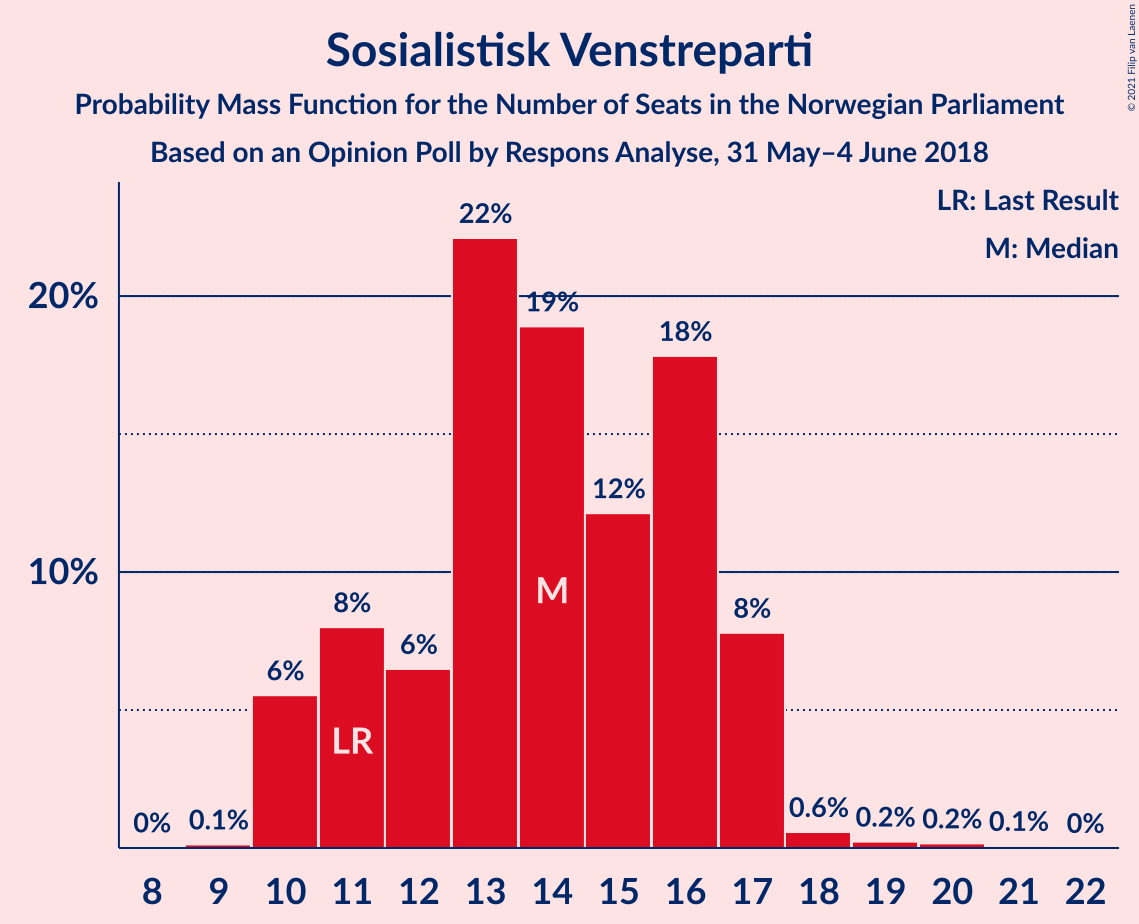 Sosialistisk Venstreparti
Probability Mass Function for the Number of Seats in the Norwegian Parliament
Based on an Opinion Poll by Respons Analyse, 31 May–4 June 2018
© 2021 Filip van Laenen
LR: Last Result
M: Median
20%
10%
0% 0.1% 6% 8% 6% 22% 19% 12% 18% 8% 0.6% 0.2% 0.2% 0.1% 0%
LR M
8 9 10 11 12 13 14 15 16 17 18 19 20 21 22